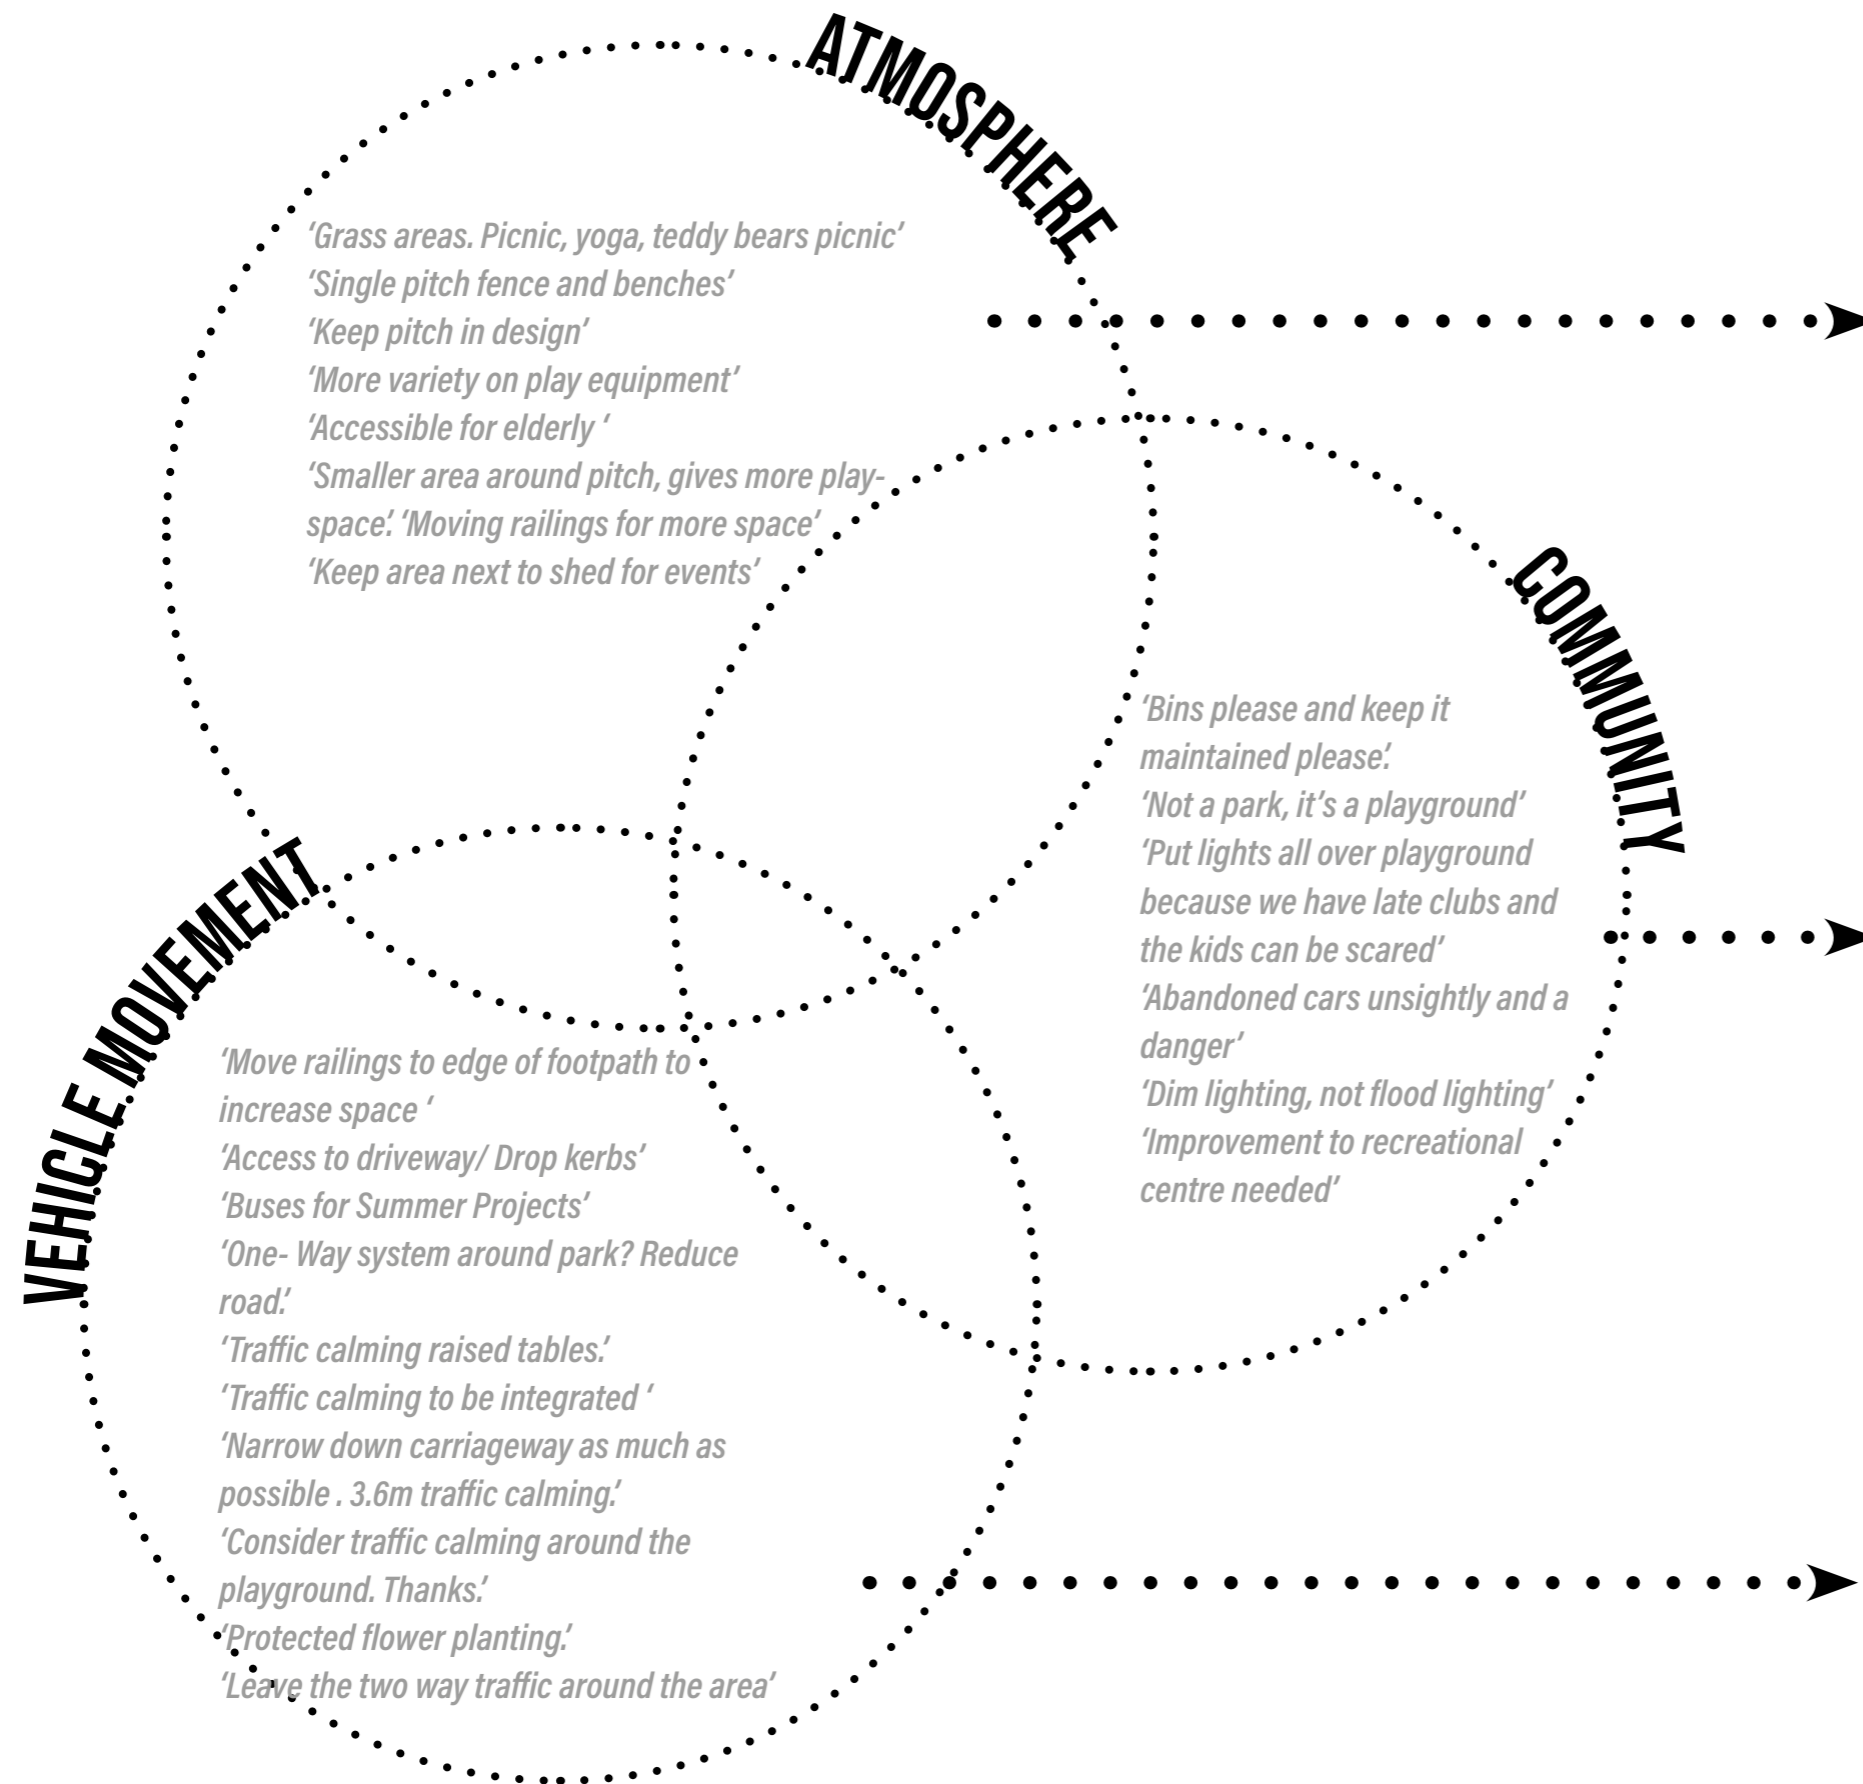 ATMOSPHERE
‘Grass areas. Picnic, yoga, teddy bears picnic’
‘Single pitch fence and benches’
‘Keep pitch in design’
‘More variety on play equipment’
‘Accessible for elderly ‘
‘Smaller area around pitch, gives more play-
space’. ‘Moving railings for more space’
‘Keep area next to shed for events’
COMMUNITY
‘Bins please and keep it
maintained please’.
‘Not a park, it’s a playground’
‘Put lights all over playground
because we have late clubs and
the kids can be scared’
‘Abandoned cars unsightly and a
danger’
‘Dim lighting, not flood lighting’
‘Improvement to recreational
centre needed’
VEHICLE MOVEMENT
‘Move railings to edge of footpath to
increase space ‘
‘Access to driveway/ Drop kerbs’
‘Buses for Summer Projects’
‘One- Way system around park? Reduce
road.’
‘Traffic calming raised tables.’
‘Traffic calming to be integrated ‘
‘Narrow down carriageway as much as
possible . 3.6m traffic calming.’
‘Consider traffic calming around the
playground. Thanks.’
‘Protected flower planting.’
‘Leave the two way traffic around the area’